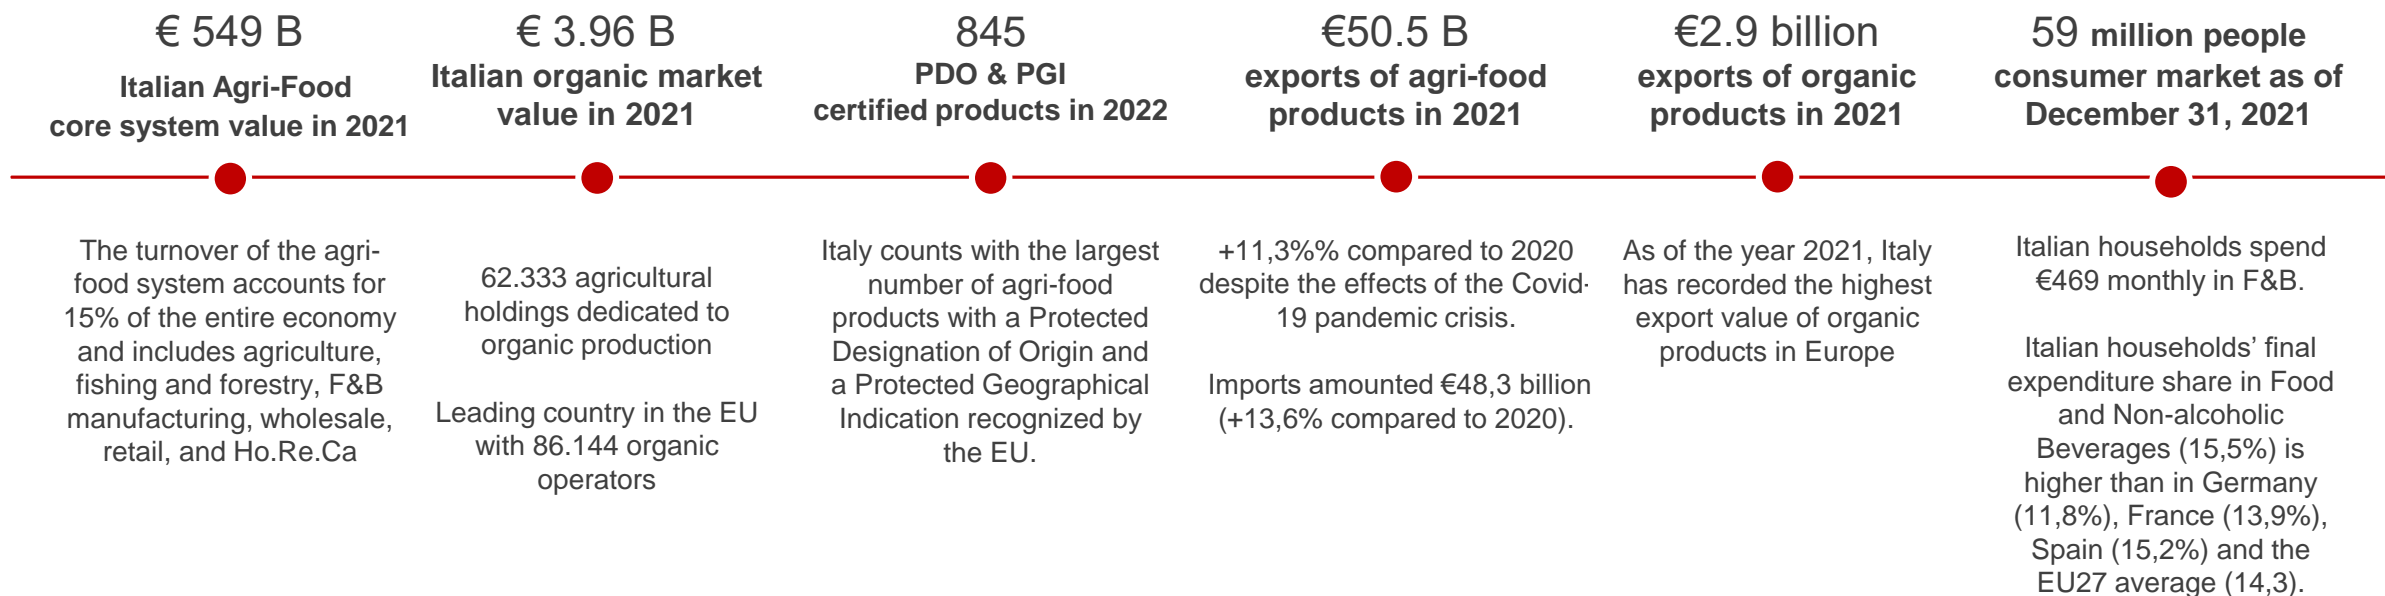 € 549 B
Italian Agri-Food
core system value in 2021
The turnover of the agri-
food system accounts for
15% of the entire economy
and includes agriculture,
fishing and forestry, F&B
manufacturing, wholesale,
retail, and Ho.Re.Ca
€ 3.96 B
Italian organic market
value in 2021
62.333 agricultural
holdings dedicated to
organic production
Leading country in the EU
with 86.144 organic
operators
845
PDO & PGI
certified products in 2022
Italy counts with the largest
number of agri-food
products with a Protected
Designation of Origin and
a Protected Geographical
Indication recognized by
the EU.
€50.5 B
exports of agri-food
products in 2021
+11,3%% compared to 2020
despite the effects of the Covid-
19 pandemic crisis.
Imports amounted €48,3 billion
(+13,6% compared to 2020).
€2.9 billion
exports of organic
products in 2021
As of the year 2021, Italy
has recorded the highest
export value of organic
products in Europe
59 million people
consumer market as of
December 31, 2021
Italian households spend
€469 monthly in F&B.
Italian households’ final
expenditure share in Food
and Non-alcoholic
Beverages (15,5%) is
higher than in Germany
(11,8%), France (13,9%),
Spain (15,2%) and the
EU27 average (14,3).